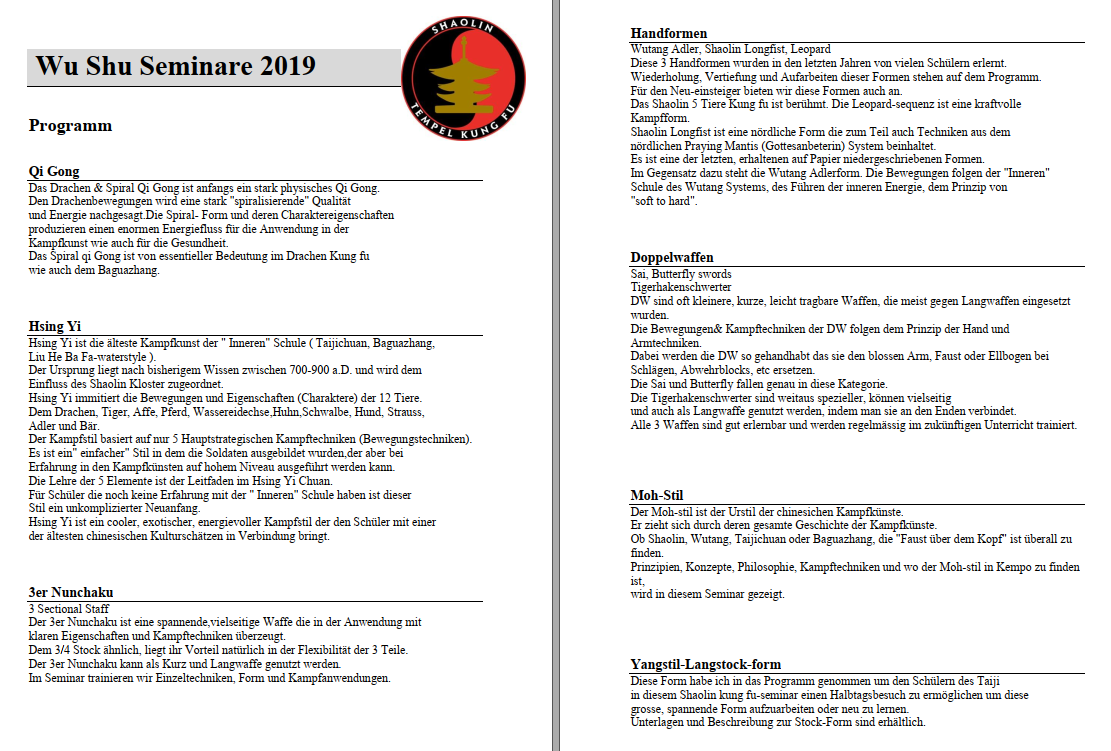 Wu Shu Seminare 2019
SHAOLIN
TEMPEL KUNG FU
Programm
Qi Gong
Das Drachen & Spiral Qi Gong ist anfangs ein stark physisches Qi Gong.
Den Drachenbewegungen wird eine stark "spiralisierende" Qualität
und Energie nachgesagt.Die Spiral- Form und deren Charaktereigenschaften
produzieren einen enormen Energiefluss für die Anwendung in der
Kampfkunst wie auch für die Gesundheit.
Das Spiral qi Gong ist von essentieller Bedeutung im Drachen Kung fu
wie auch dem Baguazhang.
Hsing Yi
Hsing Yi ist die älteste Kampfkunst der " Inneren" Schule ( Taijichuan, Baguazhang,
Liu He Ba Fa-waterstyle ).
Der Ursprung liegt nach bisherigem Wissen zwischen 700-900 a.D. und wird dem
Einfluss des Shaolin Kloster zugeordnet.
Hsing Yi immitiert die Bewegungen und Eigenschaften (Charaktere) der 12 Tiere.
Dem Drachen, Tiger, Affe, Pferd, Wassereidechse,Huhn,Schwalbe, Hund, Strauss,
Adler und Bär.
Der Kampfstil basiert auf nur 5 Hauptstrategischen Kampftechniken (Bewegungstechniken).
Es ist ein" einfacher" Stil in dem die Soldaten ausgebildet wurden,der aber bei
Erfahrung in den Kampfkünsten auf hohem Niveau ausgeführt werden kann.
Die Lehre der 5 Elemente ist der Leitfaden im Hsing Yi Chuan.
Für Schüler die noch keine Erfahrung mit der " Inneren" Schule haben ist dieser
Stil ein unkomplizierter Neuanfang.
Hsing Yi ist ein cooler, exotischer, energievoller Kampfstil der den Schüler mit einer
der ältesten chinesischen Kulturschätzen in Verbindung bringt.
3er Nunchaku
3 Sectional Staff
Der 3er Nunchaku ist eine spannende,vielseitige Waffe die in der Anwendung mit
klaren Eigenschaften und Kampftechniken überzeugt.
Dem 3/4 Stock ähnlich, liegt ihr Vorteil natürlich in der Flexibilität der 3 Teile.
Der 3er Nunchaku kann als Kurz und Langwaffe genutzt werden.
Im Seminar trainieren wir Einzeltechniken, Form und Kampfanwendungen.
Handformen
Wutang Adler, Shaolin Longfist, Leopard
Diese 3 Handformen wurden in den letzten Jahren von vielen Schülern erlernt.
Wiederholung, Vertiefung und Aufarbeiten dieser Formen stehen auf dem Programm.
Für den Neu-einsteiger bieten wir diese Formen auch an.
Das Shaolin 5 Tiere Kung fu ist berühmt. Die Leopard-sequenz ist eine kraftvolle
Kampfform.
Shaolin Longfist ist eine nördliche Form die zum Teil auch Techniken aus dem
nördlichen Praying Mantis (Gottesanbeterin) System beinhaltet.
Es ist eine der letzten, erhaltenen auf Papier niedergeschriebenen Formen.
Im Gegensatz dazu steht die Wutang Adlerform. Die Bewegungen folgen der "Inneren"
Schule des Wutang Systems, des Führen der inneren Energie, dem Prinzip von
"soft to hard".
Doppelwaffen
Sai, Butterfly swords
Tigerhakenschwerter
DW sind oft kleinere, kurze, leicht tragbare Waffen, die meist gegen Langwaffen eingesetzt
wurden.
Die Bewegungen& Kampftechniken der DW folgen dem Prinzip der Hand und
Armtechniken.
Dabei werden die DW so gehandhabt das sie den blossen Arm, Faust oder Ellbogen bei
Schlägen, Abwehrblocks, etc ersetzen.
Die Sai und Butterfly fallen genau in diese Kategorie.
Die Tigerhakenschwerter sind weitaus spezieller, können vielseitig
und auch als Langwaffe genutzt werden, indem man sie an den Enden verbindet.
Alle 3 Waffen sind gut erlernbar und werden regelmässig im zukünftigen Unterricht trainiert.
Moh-Stil
Der Moh-stil ist der Urstil der chinesichen Kampfkünste.
Er zieht sich durch deren gesamte Geschichte der Kampfkünste.
Ob Shaolin, Wutang, Taijichuan oder Baguazhang, die "Faust über dem Kopf" ist überall zu
finden.
Prinzipien, Konzepte, Philosophie, Kampftechniken und wo der Moh-stil in Kempo zu finden
ist,
wird in diesem Seminar gezeigt.
Yangstil-Langstock-form
Diese Form habe ich in das Programm genommen um den Schülern des Taiji
in diesem Shaolin kung fu-seminar einen Halbtagsbesuch zu ermöglichen um diese
grosse, spannende Form aufzuarbeiten oder neu zu lernen.
Unterlagen und Beschreibung zur Stock-Form sind erhältlich.